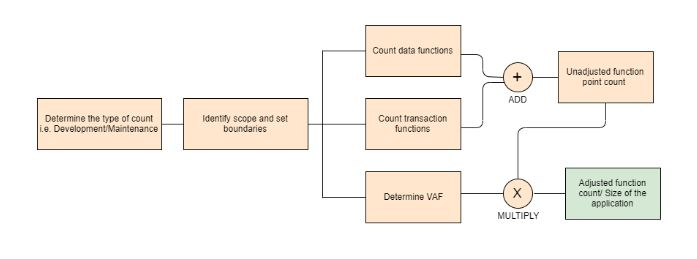 Determine the type of count
i.e. Development/Maintenance
Identify scope and set
boundaries
Count data functions
Count transaction
functions
Determine VAF
+
ADD
Unadjusted function
point count
X
MULTIPLY
Adjusted function
count/ Size of the
application